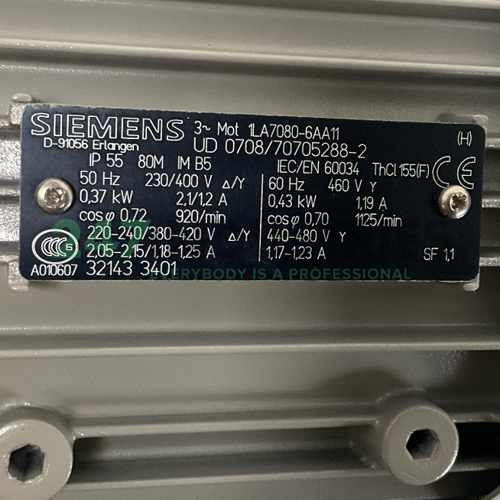 SIEMENS 3~ Mot 1LA7080-6AA11 (H)
D-91056 Erlangen UD 0708/70705288-2
IP 55 80M IM B5 IEC/EN 60034 ThCl 155(F) CE
50 Hz 230/400 V Δ/Y 60 Hz 460 V Y
0,37 kW 2,1/1,2 A 0,43 kW 1,19 A
cosφ 0,72 920/min cosφ 0,70 1125/min
220-240/380-420 V Δ/Y 440-480 V Y
2,05-2,15/1,18-1,25 A 1,17-1,23 A SF 1,1
CCC S
A010607 32143 3401
EVERYBODY IS A PROFESSIONAL